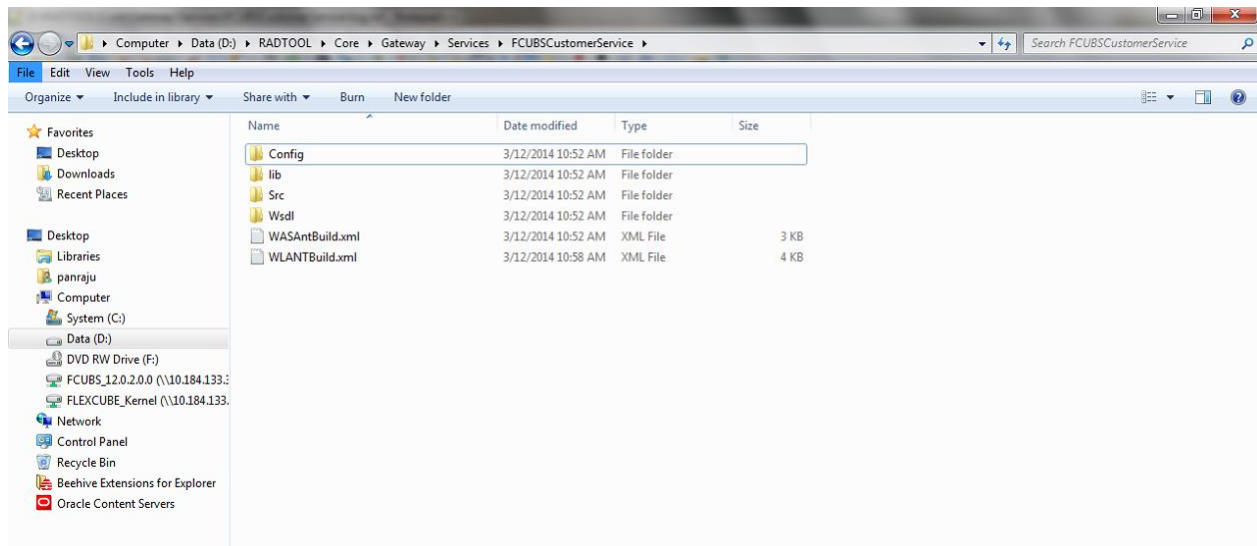 Computer ▸ Data (D:) ▸ RADTOOL ▸ Core ▸ Gateway ▸ Services ▸ FCUBSCustomerService ▸ Search FCUBSCustomerService
File Edit View Tools Help
Organize ▾ Include in library ▾ Share with ▾ Burn New folder
Favorites
Desktop
Downloads
Recent Places
Desktop
Libraries
panraju
Computer
System (C:)
Data (D:)
DVD RW Drive (F:)
FCUBS_12.0.2.0.0 (\\10.184.133.3
FLEXCUBE_Kernel (\\10.184.133.
Network
Control Panel
Recycle Bin
Beehive Extensions for Explorer
Oracle Content Servers
Name Date modified Type Size
Config 3/12/2014 10:52 AM File folder
lib 3/12/2014 10:52 AM File folder
Src 3/12/2014 10:52 AM File folder
Wsdl 3/12/2014 10:52 AM File folder
WASAntBuild.xml 3/12/2014 10:52 AM XML File 3 KB
WLANTBuild.xml 3/12/2014 10:58 AM XML File 4 KB